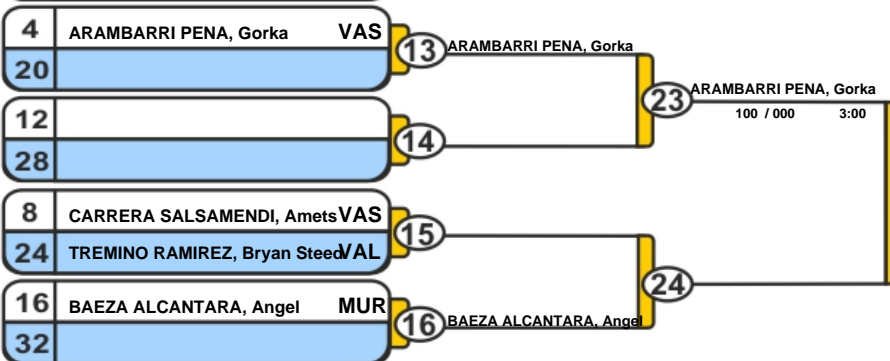 4 ARAMBARRI PENA, Gorka VAS
20
13 ARAMBARRI PENA, Gorka
23 ARAMBARRI PENA, Gorka
100 / 000 3:00
12
28
14
8 CARRERA SALSAMENDI, Amets VAS
24 TREMINO RAMIREZ, Bryan Steed VAL
15
24
16 BAEZA ALCANTARA, Angel MUR
32
16 BAEZA ALCANTARA, Angel